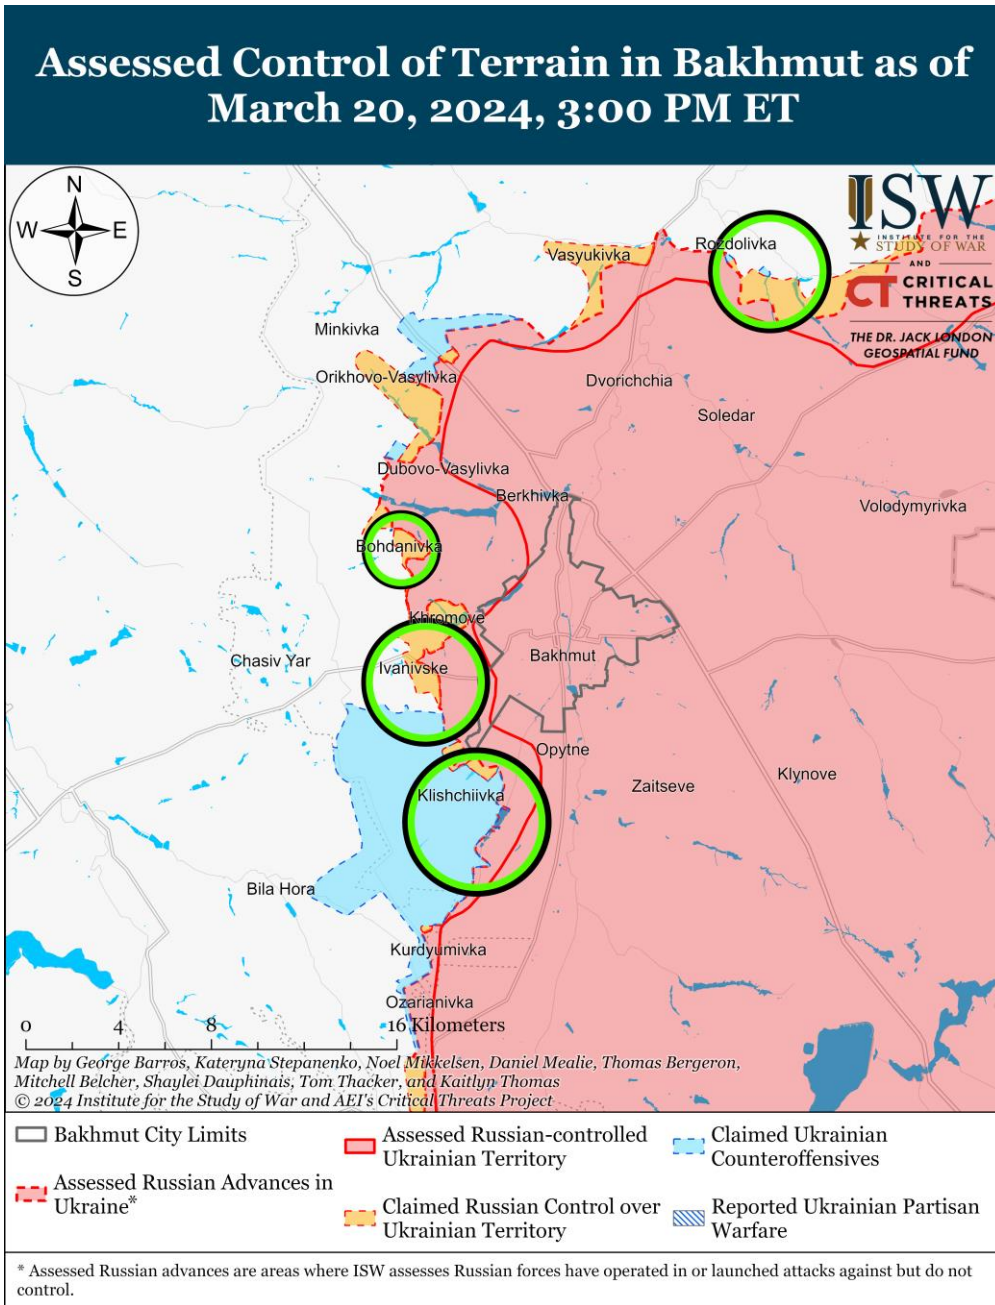 Assessed Control of Terrain in Bakhmut as of
March 20, 2024, 3:00 PM ET
N
W
E
S
ISW
INSTITUTE FOR THE
STUDY OF WAR
AND
CT CRITICAL
THREATS
THE DR. JACK LONDON
GEOSPATIAL FUND
Rozdolivka
Vasyukivka
Minkivka
Orikhovo-Vasylivka
Dvorichchia
Soledar
Dubovo-Vasylivka
Berkhivka
Volodymyrivka
Bohdanivka
Khromove
Chasiv Yar
Ivanivske
Bakhmut
Opytne
Klishchiivka
Zaitseve
Klynove
Bila Hora
Kurdyumivka
Ozarianivka
0 4 8 16 Kilometers
Map by George Barros, Kateryna Stepanenko, Noel Mikkelsen, Daniel Mealie, Thomas Bergeron,
Mitchell Belcher, Shaylei Dauphinais, Tom Thacker, and Kaitlyn Thomas
© 2024 Institute for the Study of War and AEI's Critical Threats Project
Bakhmut City Limits
Assessed Russian Advances in
Ukraine*
Assessed Russian-controlled
Ukrainian Territory
Claimed Russian Control over
Ukrainian Territory
Claimed Ukrainian
Counteroffensives
Reported Ukrainian Partisan
Warfare
* Assessed Russian advances are areas where ISW assesses Russian forces have operated in or launched attacks against but do not
control.